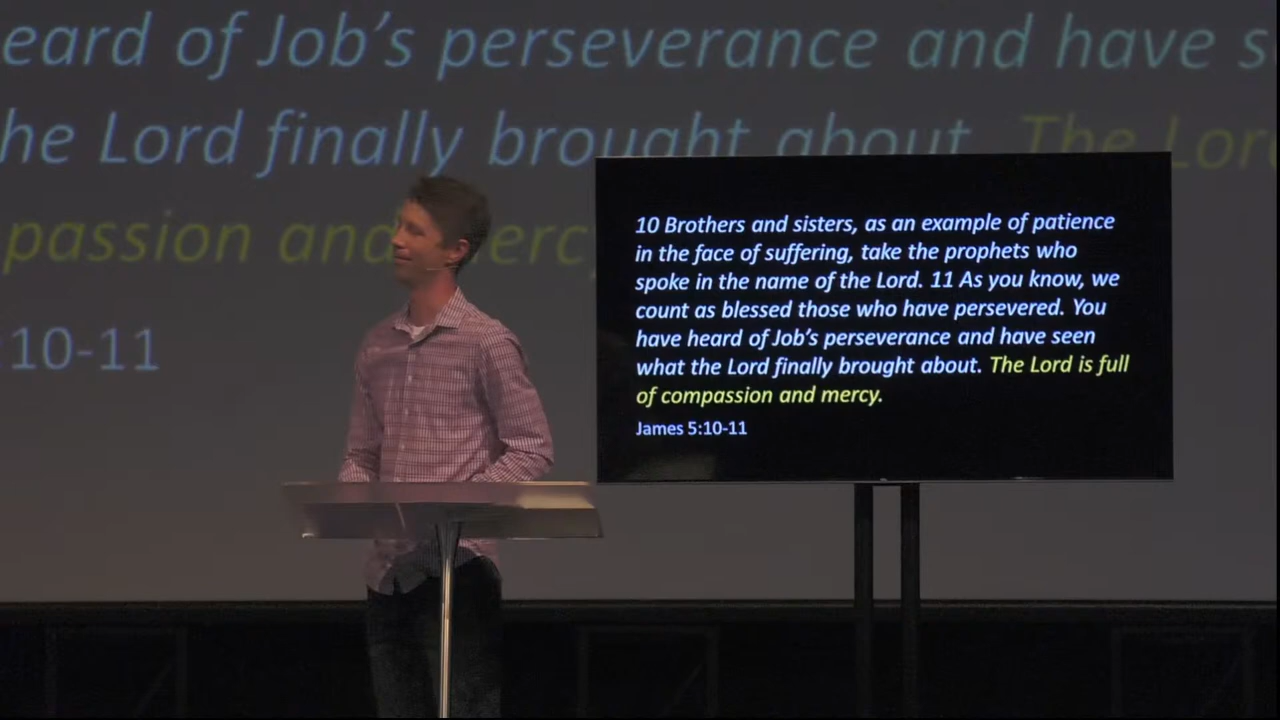 eard of Job's perseverance and have s
he Lord finally brought about. The Lor
passion and merc
:10-11
10 Brothers and sisters, as an example of patience
in the face of suffering, take the prophets who
spoke in the name of the Lord. 11 As you know, we
count as blessed those who have persevered. You
have heard of Job's perseverance and have seen
what the Lord finally brought about. The Lord is full
of compassion and mercy.
James 5:10-11